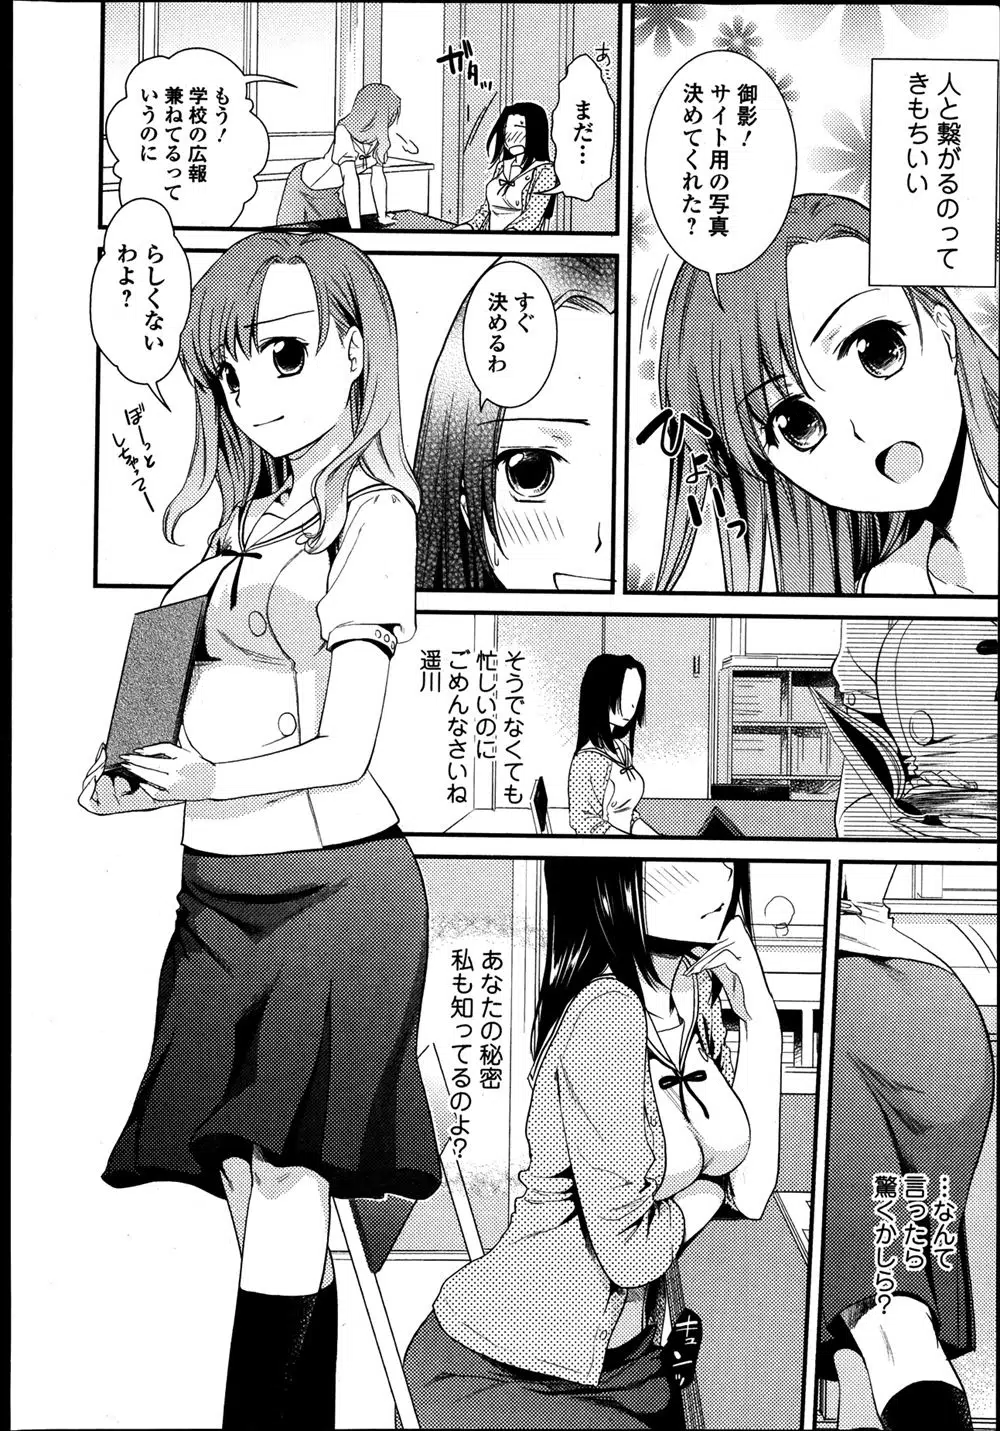 人と繋がるのって
きもちいい
御影！
サイト用の写真
決めてくれた？
ひょいっ
あ…
まだ…
ガタッ
もう！
学校の広報
兼ねてるって
いうのに
すぐ
決めるわ
らしくない
わよ？
ぼーっと
しちゃってー
そうでなくても
忙しいのに
ごめんなさいね
遥川
…なんて
言ったら
驚くかしら？
あなたの秘密
私も知ってるのよ？
キュンッ